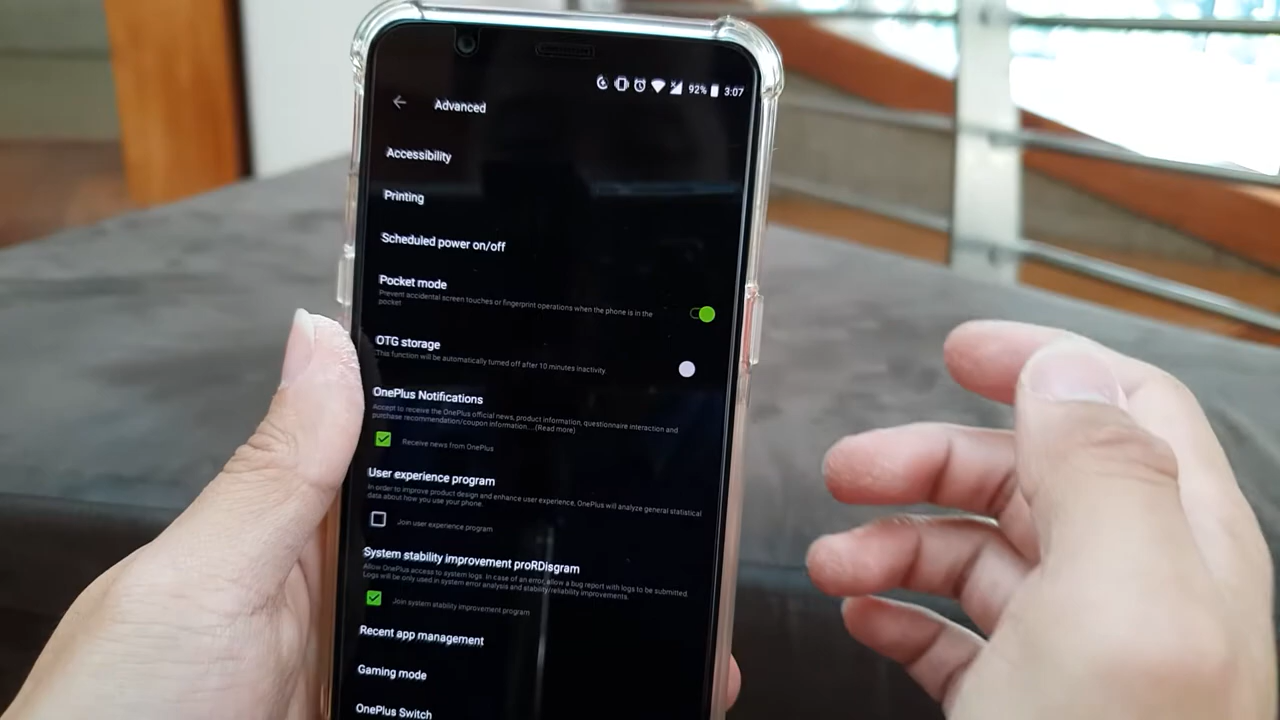 92% 3:07
Advanced
Accessibility
Printing
Scheduled power on/off
Pocket mode
Prevent accidental screen touches or fingerprint operations when the phone is in the
pocket
OTG storage
This function will be automatically turned off after 10 minutes inactivity.
OnePlus Notifications
Accept to receive the OnePlus official news, product information, questionnaire interaction and
purchase recommendation/coupon information....(Read more)
Receive news from OnePlus
User experience program
In order to improve product design and enhance user experience, OnePlus will analyze general statistical
data about how you use your phone.
Join user experience program
System stability improvement proRDIsgram
Allow OnePlus access to system logs. In case of an error, allow a bug report with logs to be submitted.
Logs will be only used in system error analysis and stability/reliability improvements.
Join system stability improvement program
Recent app management
Gaming mode
OnePlus Switch